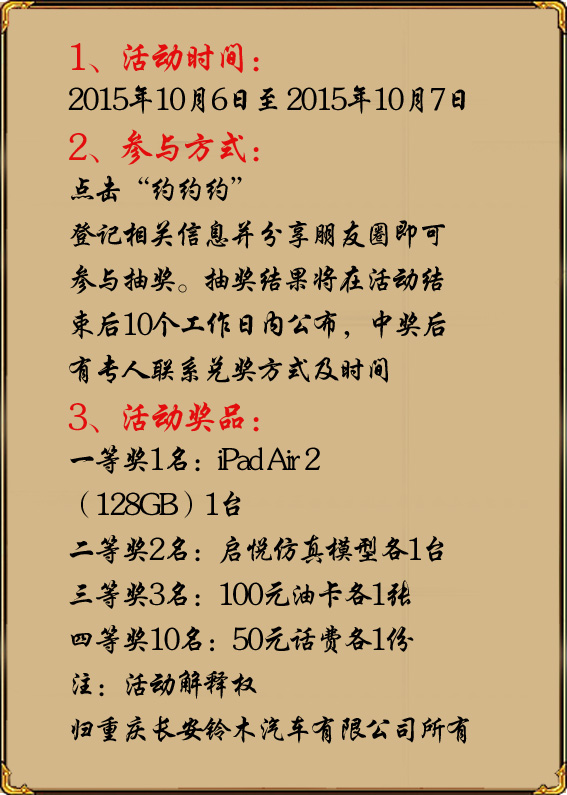 1、活动时间：
2015年10月6日至2015年10月7日
2、参与方式：
点击“约约约”
登记相关信息并分享朋友圈即可
参与抽奖。抽奖结果将在活动结
束后10个工作日内公布，中奖后
有专人联系兑奖方式及时间
3、活动奖品：
一等奖1名：iPad Air 2
（128GB）1台
二等奖2名：启悦仿真模型各1台
三等奖3名：100元油卡各1张
四等奖10名：50元话费各1份
注：活动解释权
归重庆长安铃木汽车有限公司所有